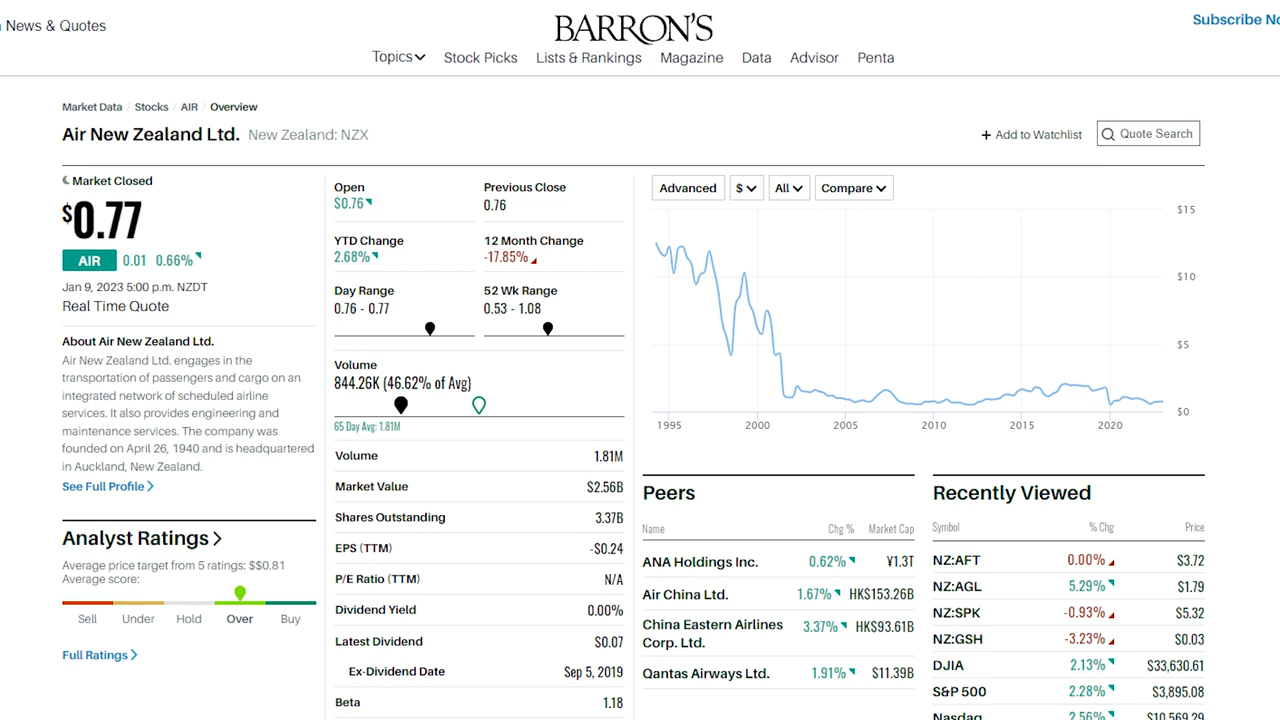 News & Quotes
BARRON'S
Subscribe No
Topics
Stock Picks
Lists & Rankings
Magazine
Data
Advisor
Penta
Market Data / Stocks / AIR / Overview
Air New Zealand Ltd. New Zealand: NZX
+ Add to Watchlist
Quote Search
Market Closed
$0.77
AIR 0.01 0.66%
Jan 9, 2023 5:00 p.m. NZDT
Real Time Quote
About Air New Zealand Ltd.
Air New Zealand Ltd. engages in the
transportation of passengers and cargo on an
integrated network of scheduled airline
services. It also provides engineering and
maintenance services. The company was
founded on April 26, 1940 and is headquartered
in Auckland, New Zealand.
See Full Profile
Analyst Ratings
Average price target from 5 ratings: $$0.81
Average score:
Sell Under Hold Over Buy
Full Ratings
Open
$0.76
Previous Close
0.76
YTD Change
2.68%
12 Month Change
-17.85%
Day Range
0.76 - 0.77
52 Wk Range
0.53 - 1.08
Volume
844.26K (46.62% of Avg)
65 Day Avg: 1.81M
Volume 1.81M
Market Value $2.56B
Shares Outstanding 3.37B
EPS (TTM) -$0.24
P/E Ratio (TTM) N/A
Dividend Yield 0.00%
Latest Dividend $0.07
Ex-Dividend Date Sep 5, 2019
Beta 1.18
Advanced
$
All
Compare
$15
$10
$5
$0
1995 2000 2005 2010 2015 2020
Peers
Name Chg % Market Cap
ANA Holdings Inc. 0.62% ¥1.3T
Air China Ltd. 1.67% HK$153.26B
China Eastern Airlines 3.37% HK$93.61B
Corp. Ltd.
Qantas Airways Ltd. 1.91% $11.39B
Recently Viewed
Symbol % Chg Price
NZ:AFT 0.00% $3.72
NZ:AGL 5.29% $1.79
NZ:SPK -0.93% $5.32
NZ:GSH -3.23% $0.03
DJIA 2.13% $33,630.61
S&P 500 2.28% $3,895.08
Nasdaq 2.56% $10,569.29